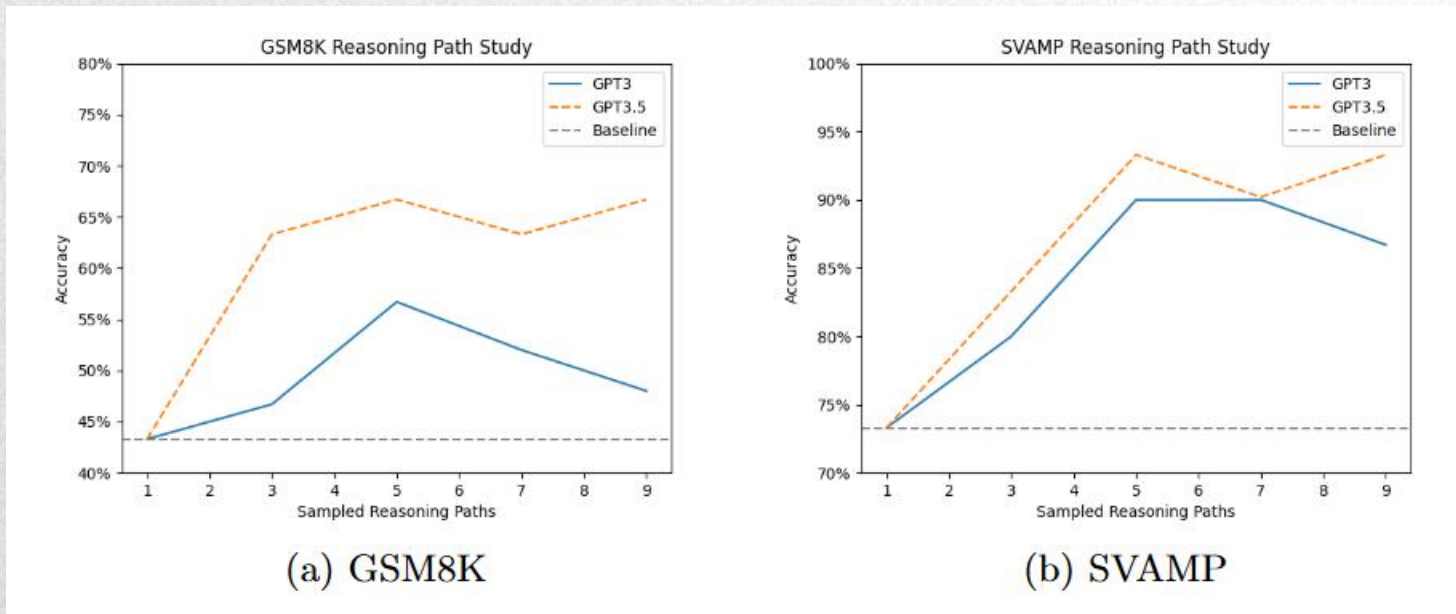 GSM8K Reasoning Path Study
80%
75%
70%
65%
60%
55%
50%
45%
40%
Accuracy
GPT3
GPT3.5
Baseline
1 2 3 4 5 6 7 8 9
Sampled Reasoning Paths
(a) GSM8K
SVAMP Reasoning Path Study
100%
95%
90%
85%
80%
75%
70%
Accuracy
GPT3
GPT3.5
Baseline
1 2 3 4 5 6 7 8 9
Sampled Reasoning Paths
(b) SVAMP